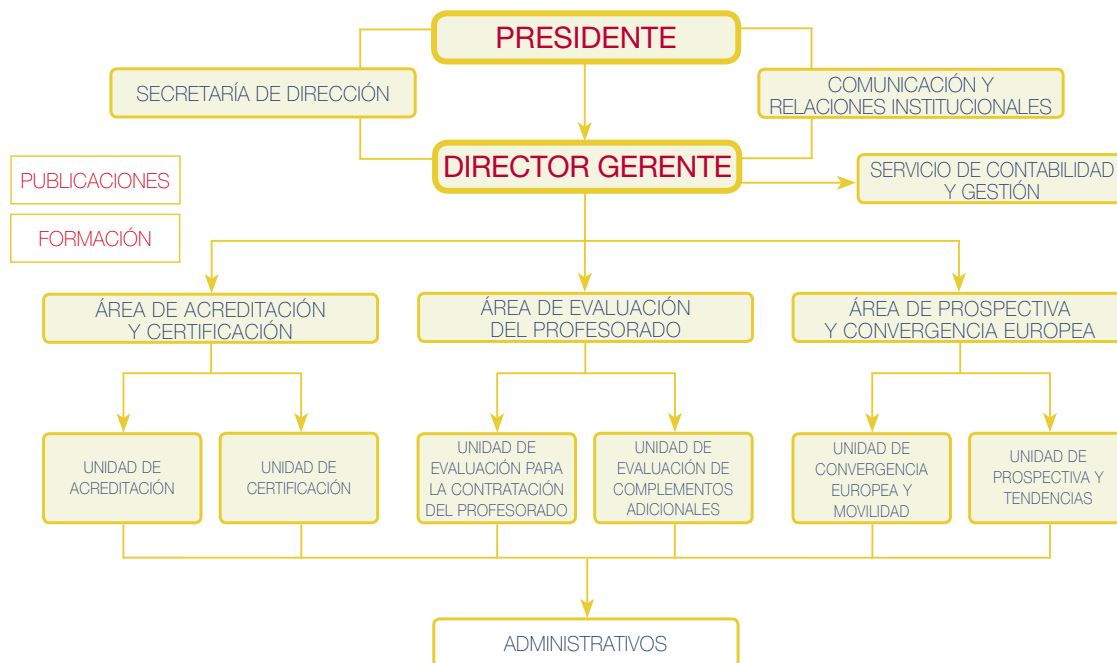 PRESIDENTE
SECRETARÍA DE DIRECCIÓN
COMUNICACIÓN Y
RELACIONES INSTITUCIONALES
DIRECTOR GERENTE
SERVICIO DE CONTABILIDAD
Y GESTIÓN
PUBLICACIONES
FORMACIÓN
ÁREA DE ACREDITACIÓN
Y CERTIFICACIÓN
ÁREA DE EVALUACIÓN
DEL PROFESORADO
ÁREA DE PROSPECTIVA
Y CONVERGENCIA EUROPEA
UNIDAD DE
ACREDITACIÓN
UNIDAD DE
CERTIFICACIÓN
UNIDAD DE
EVALUACIÓN PARA
LA CONTRATACIÓN
DEL PROFESORADO
UNIDAD DE
EVALUACIÓN DE
COMPLEMENTOS
ADICIONALES
UNIDAD DE
CONVERGENCIA
EUROPEA Y
MOVILIDAD
UNIDAD DE
PROSPECTIVA Y
TENDENCIAS
ADMINISTRATIVOS